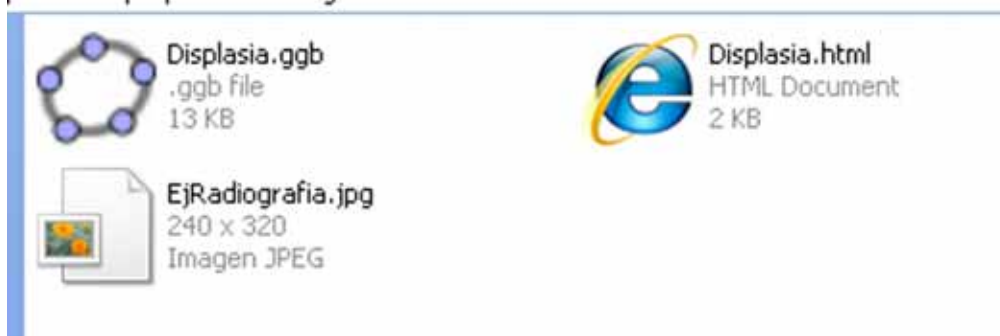 Displasia.ggb
.ggb file
13 KB
Displasia.html
HTML Document
2 KB
EjRadiografia.jpg
240 x 320
Imagen JPEG